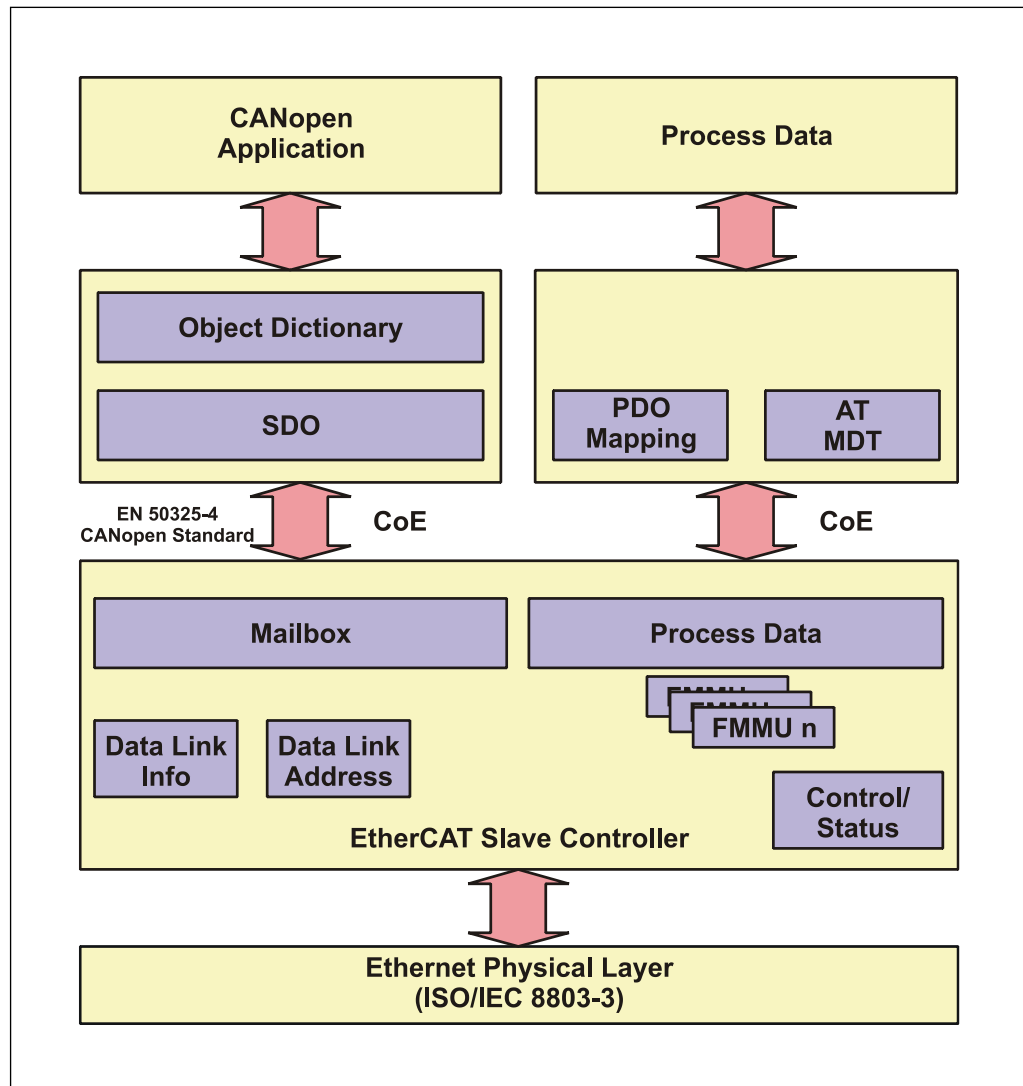 CANopen
Application
Process Data
Object Dictionary
SDO
PDO
Mapping
AT
MDT
EN 50325-4
CANopen Standard
CoE
CoE
Mailbox
Process Data
FMMU
FMMU
FMMU n
Data Link
Info
Data Link
Address
Control/
Status
EtherCAT Slave Controller
Ethernet Physical Layer
(ISO/IEC 8803-3)